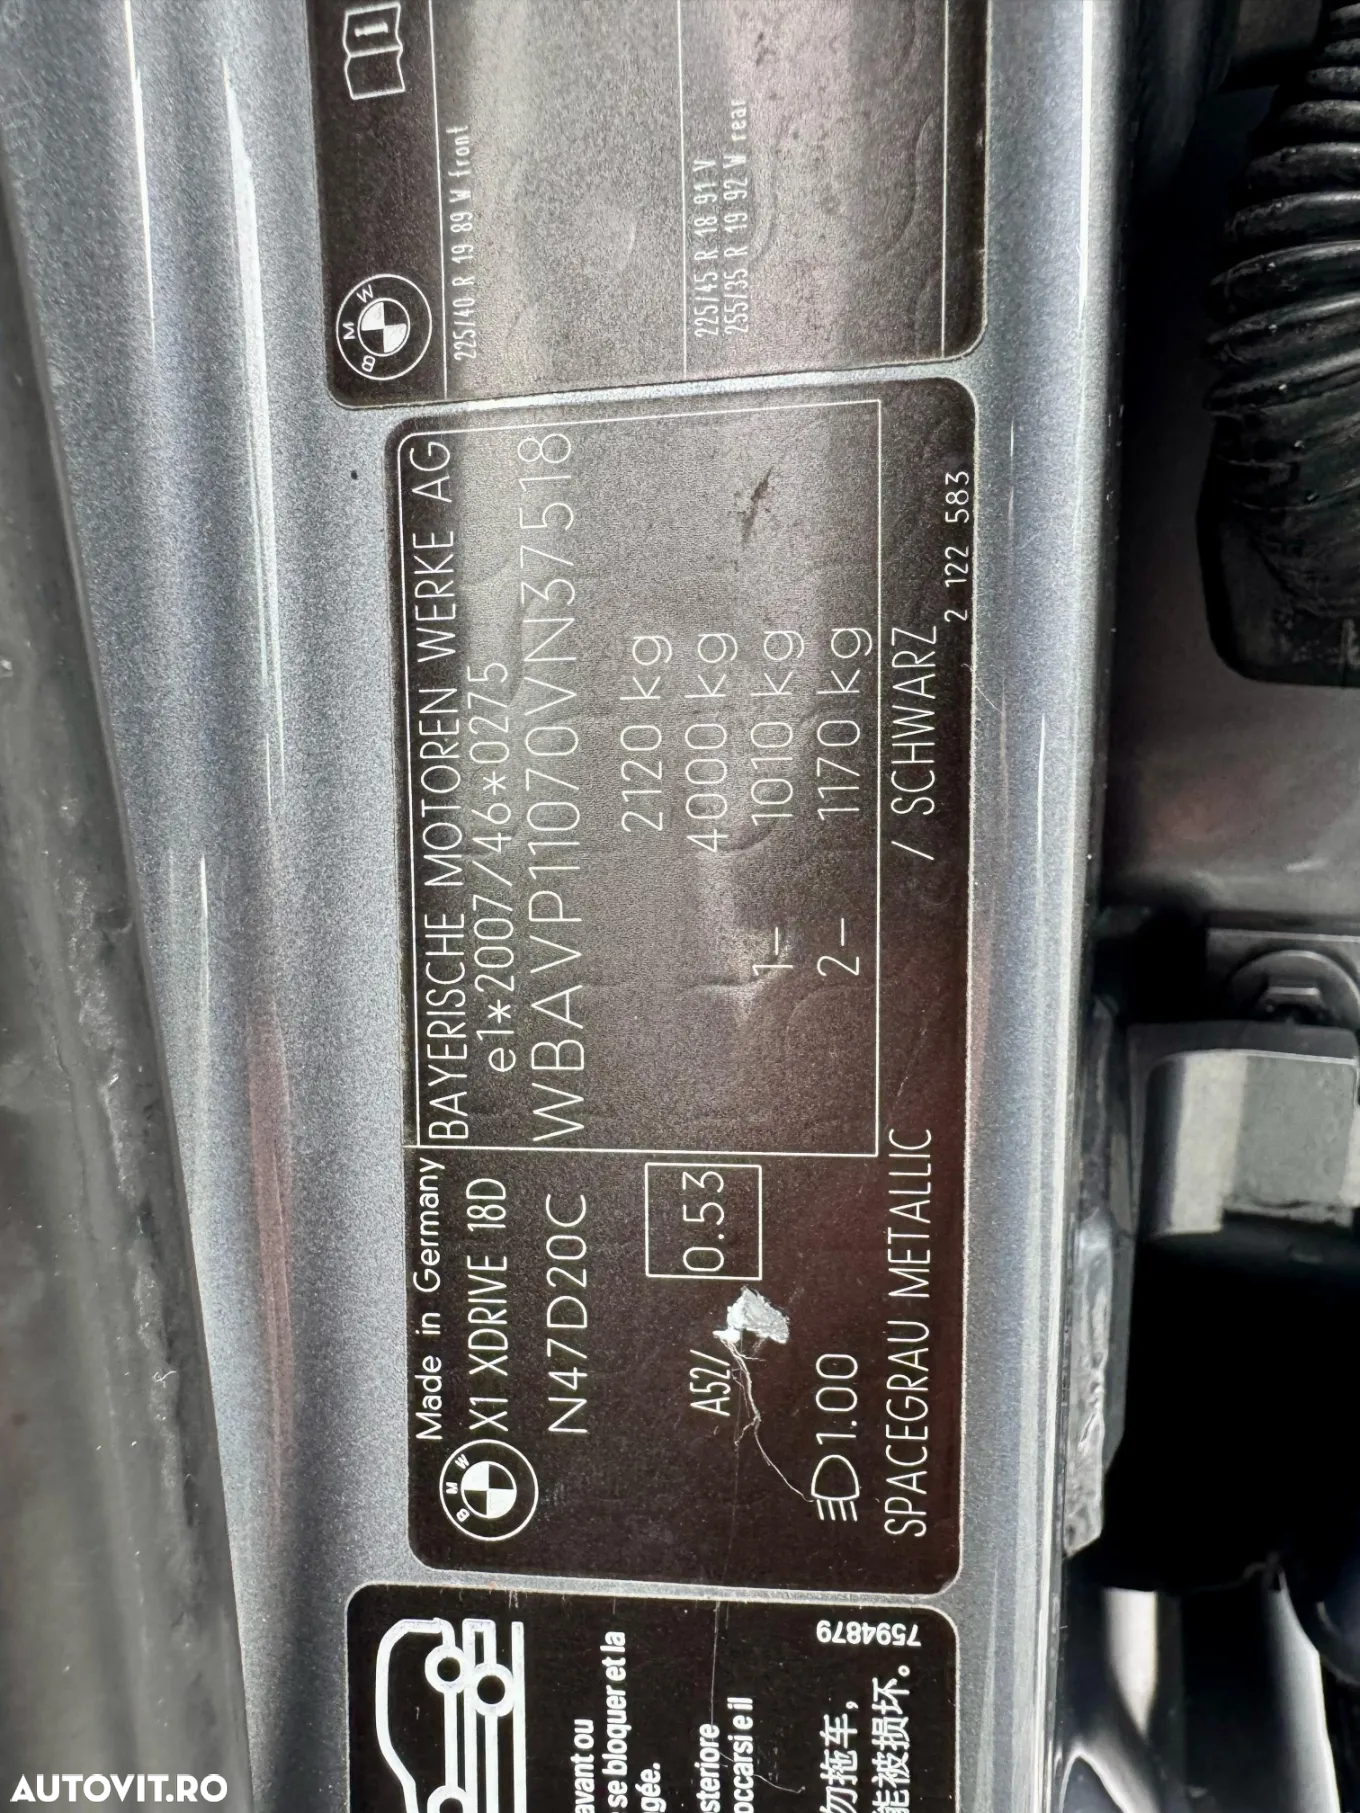 BMW
225/40 R 19 89 W front
225/45 R 18 91 V
255/35 R 19 92 W rear
Made in Germany
BMW
X1 XDRIVE 18D
N47D20C
0.53
A52/
1.00
BAYERISCHE MOTOREN WERKE AG
e1*2007/46*0275
WBAVP11070VN37518
2120 kg
4000 kg
1- 1010 kg
2- 1170 kg
SPACEGRAU METALLIC / SCHWARZ
2 122 583
avant ou
se bloquer et la
gée.
steriore
occarsi e il
勿拖车，
能被损坏。
7594879
AUTOVIT.RO